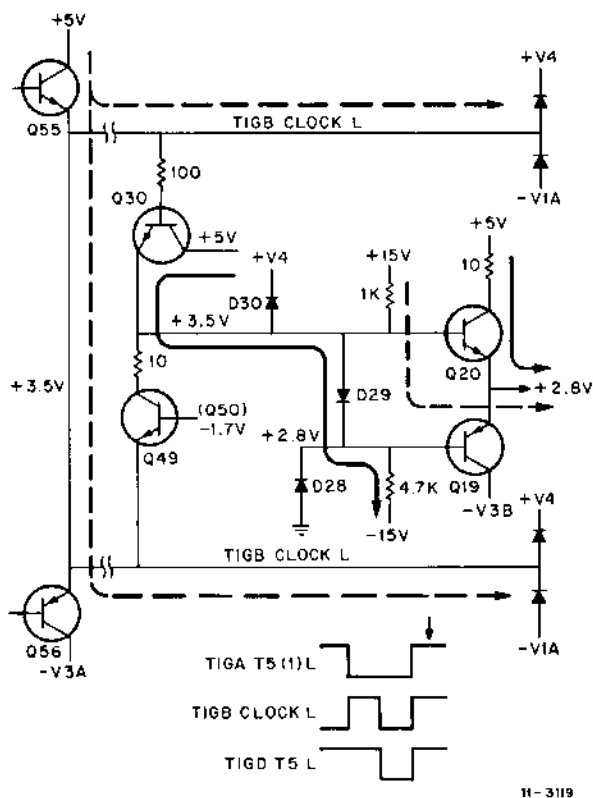 +5V
Q55
TIGB CLOCK L
+V4
-V1A
100
Q30
+5V
+V4
D30
+3.5V
+15V
1K
+5V
10
Q20
10
+3.5V
(Q50)
-1.7V
Q49
D29
+2.8V
+2.8V
D28
4.7K
-15V
Q19
-V3B
+V4
TIGB CLOCK L
-V1A
Q56
-V3A
TIGA T5(1) L
TIGB CLOCK L
TIGD T5 L
11-3119